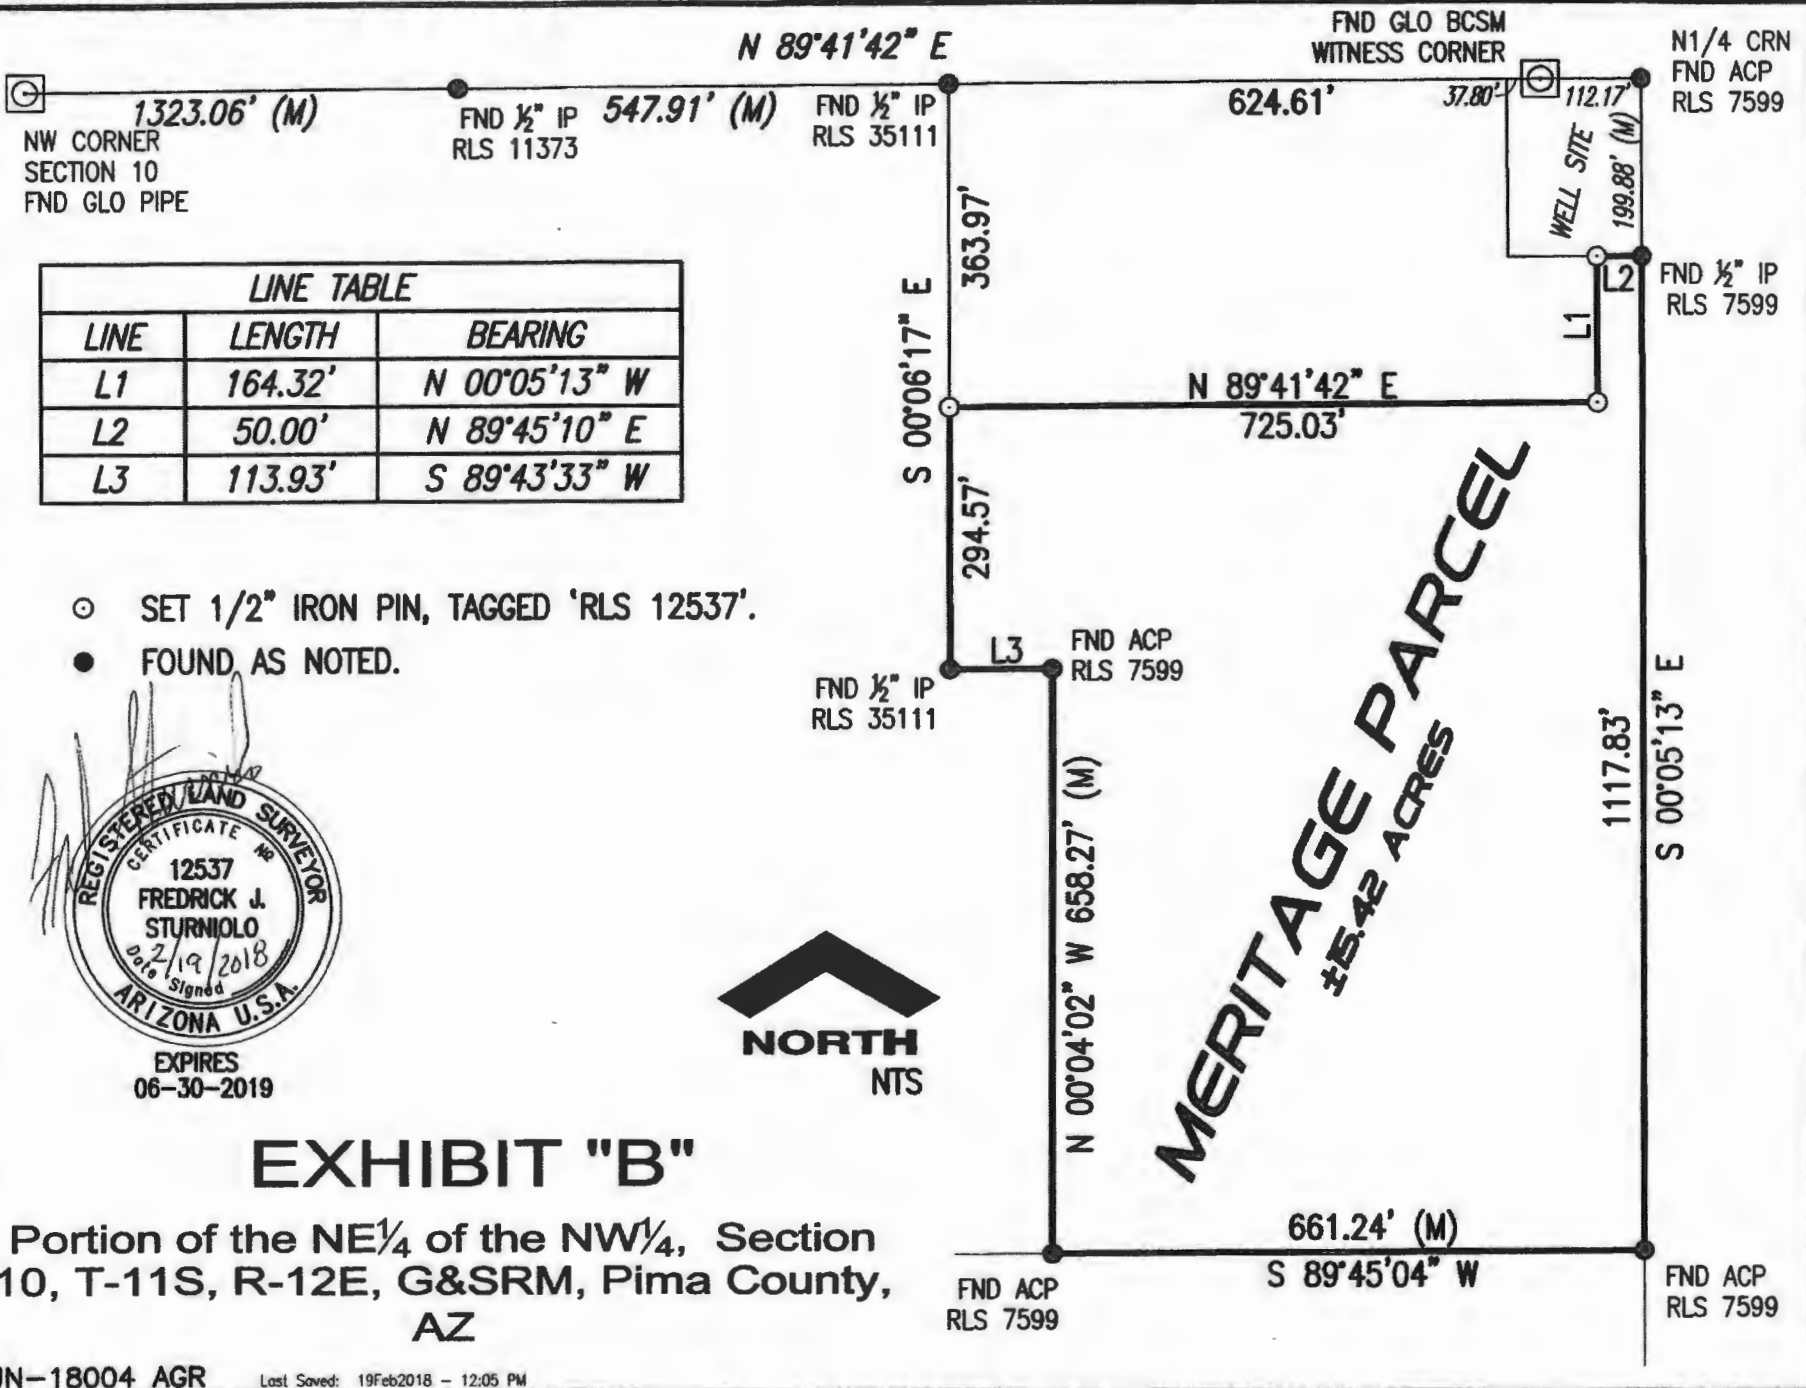 N 89°41'42" E
FND GLO BCSM
WITNESS CORNER
N1/4 CRN
FND ACP
RLS 7599
1323.06' (M)
NW CORNER
SECTION 10
FND GLO PIPE
FND ½" IP
RLS 11373
547.91' (M)
FND ½" IP
RLS 35111
624.61'
37.80'
112.17'
WELL SITE
199.88' (M)
363.97'
S 00°06'17" E
294.57'
L2
FND ½" IP
RLS 7599
L1
N 89°41'42" E
725.03'
LINE TABLE
LINE LENGTH BEARING
L1 164.32' N 00°05'13" W
L2 50.00' N 89°45'10" E
L3 113.93' S 89°43'33" W
SET 1/2" IRON PIN, TAGGED 'RLS 12537'.
FOUND AS NOTED.
L3
FND ACP
RLS 7599
FND ½" IP
RLS 35111
MERITAGE PARCEL
±15.42 ACRES
1117.83'
S 00°05'13" E
N 00°04'02" W 658.27' (M)
REGISTERED LAND SURVEYOR
CERTIFICATE No
12537
FREDRICK J.
STURNIOLO
2/19/2018
Date Signed
ARIZONA U.S.A.
EXPIRES
06-30-2019
NORTH
NTS
EXHIBIT "B"
Portion of the NE¼ of the NW¼, Section
10, T-11S, R-12E, G&SRM, Pima County,
AZ
661.24' (M)
S 89°45'04" W
FND ACP
RLS 7599
FND ACP
RLS 7599
JN-18004 AGR Last Saved: 19Feb2018 - 12:05 PM